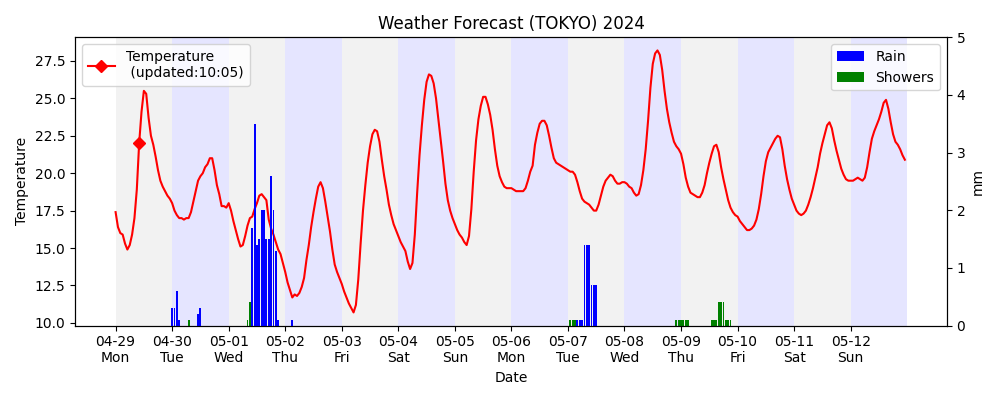 Weather Forecast (TOKYO) 2024
Temperature
(updated:10:05)
Rain
Showers
Temperature
27.5
25.0
22.5
20.0
17.5
15.0
12.5
10.0
5
4
3
2
1
0
mm
04-29 04-30 05-01 05-02 05-03 05-04 05-05 05-06 05-07 05-08 05-09 05-10 05-11 05-12
Mon Tue Wed Thu Fri Sat Sun Mon Tue Wed Thu Fri Sat Sun
Date